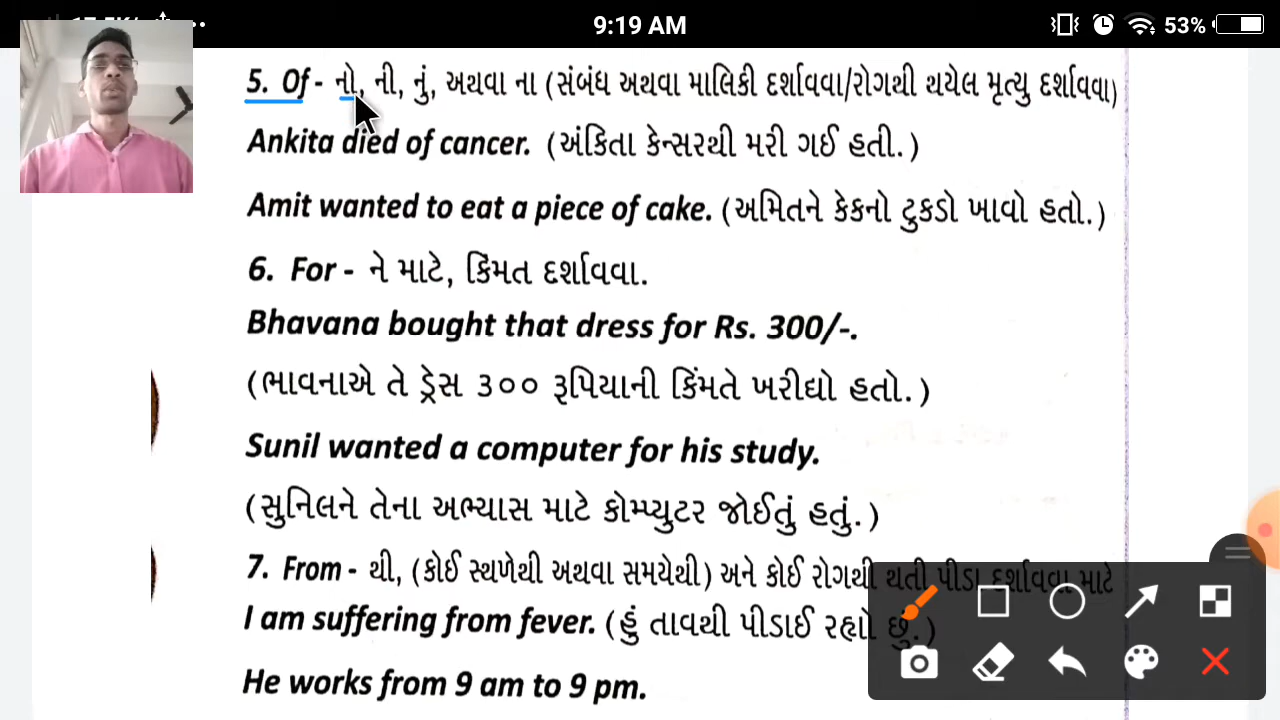 9:19 AM
53%
5. Of - નો, ની, નું, અથવા ના (સંબંધ અથવા માલિકી દર્શાવવા/રોગથી થયેલ મૃત્યુ દર્શાવવા)
Ankita died of cancer. (અંકિતા કેન્સરથી મરી ગઈ હતી.)
Amit wanted to eat a piece of cake. (અમિતને કેકનો ટુકડો ખાવો હતો.)
6. For - ને માટે, કિંમત દર્શાવવા.
Bhavana bought that dress for Rs. 300/-.
(ભાવનાએ તે ડ્રેસ ૩૦૦ રૂપિયાની કિંમતે ખરીદ્યો હતો.)
Sunil wanted a computer for his study.
(સુનિલને તેના અભ્યાસ માટે કોમ્પ્યુટર જોઈતું હતું.)
7. From - થી, (કોઈ સ્થળેથી અથવા સમયેથી) અને કોઈ રોગથી થતી પીડા દર્શાવવા માટે
I am suffering from fever. (હું તાવથી પીડાઈ રહ્યો છું.)
He works from 9 am to 9 pm.